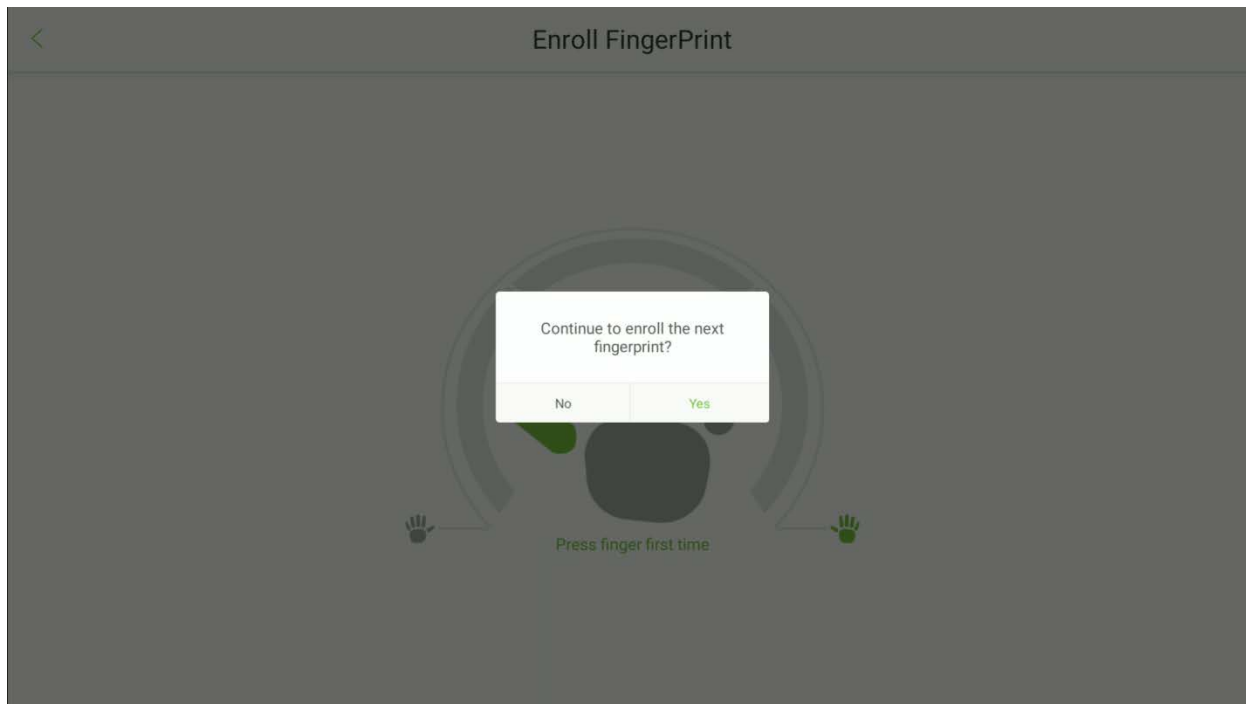 Enroll FingerPrint
Continue to enroll the next
fingerprint?
No
Yes
Press finger first time